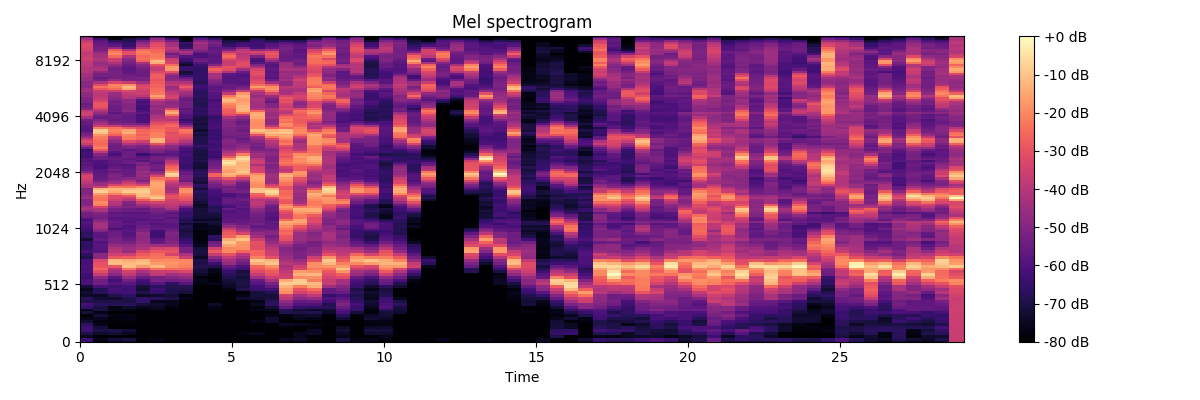 Mel spectrogram
8192
4096
2048
1024
512
0
Hz
0 5 10 15 20 25
Time
+0 dB
-10 dB
-20 dB
-30 dB
-40 dB
-50 dB
-60 dB
-70 dB
-80 dB